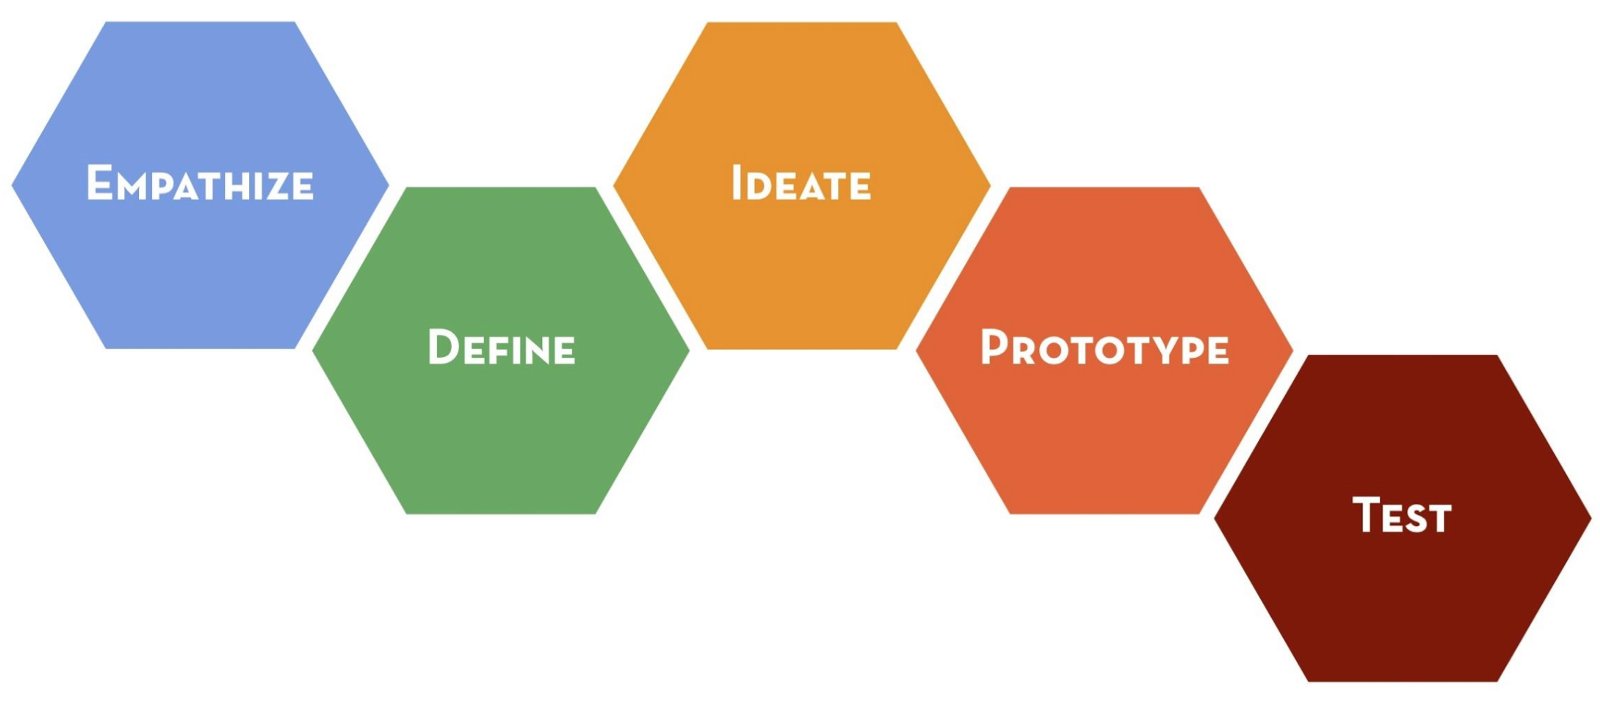 Empathize
Define
Ideate
Prototype
Test